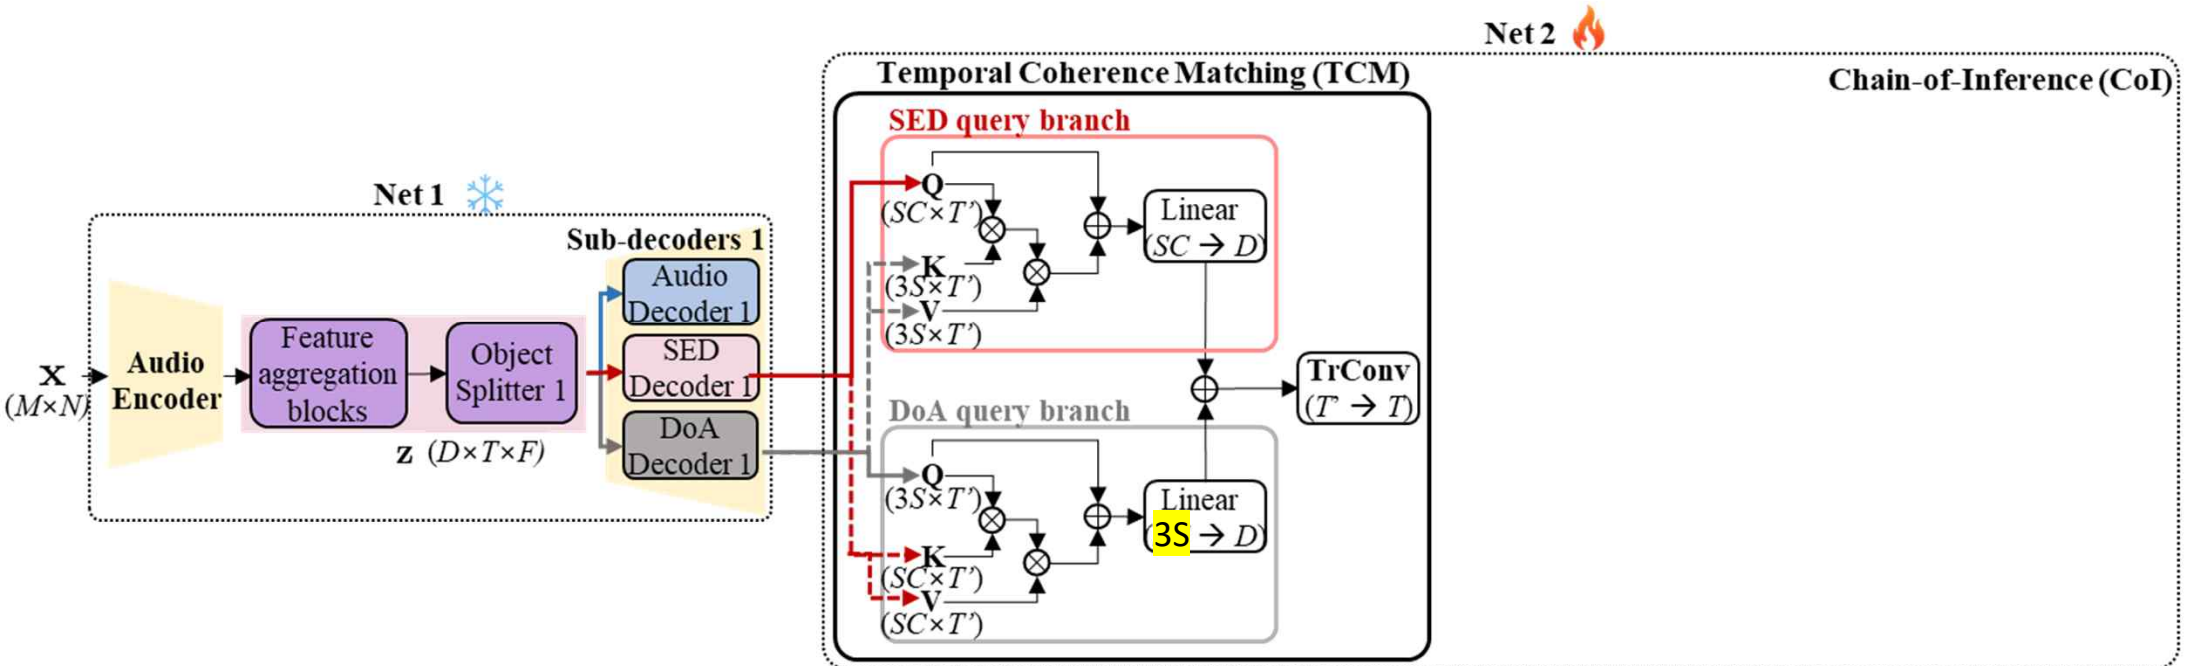 Net 2
Temporal Coherence Matching (TCM)
Chain-of-Inference (CoI)
Net 1
X
(M×N)
Audio
Encoder
Feature
aggregation
blocks
Object
Splitter 1
z (D×T×F)
Sub-decoders 1
Audio
Decoder 1
SED
Decoder 1
DoA
Decoder 1
SED query branch
Q
(SC×T’)
K
(3S×T’)
V
(3S×T’)
Linear
(SC → D)
DoA query branch
Q
(3S×T’)
K
(SC×T’)
V
(SC×T’)
Linear
(3S → D)
TrConv
(T’ → T)